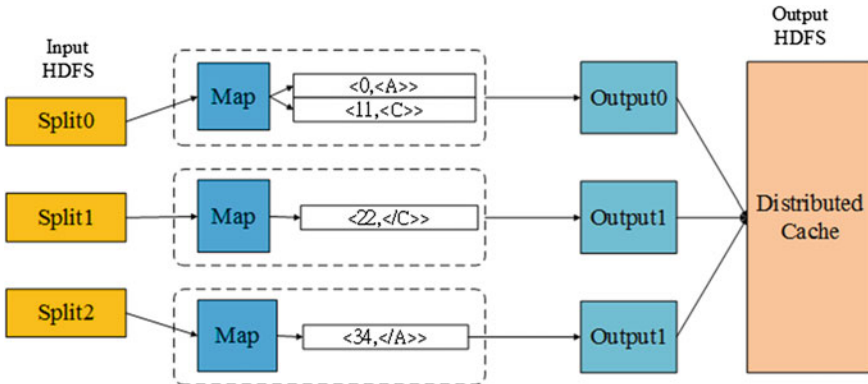 Input
HDFS
Output
HDFS
Split0
Map
<0,<A>>
<11,<C>>
Output0
Split1
Map
<22,</C>>
Output1
Distributed
Cache
Split2
Map
<34,</A>>
Output1